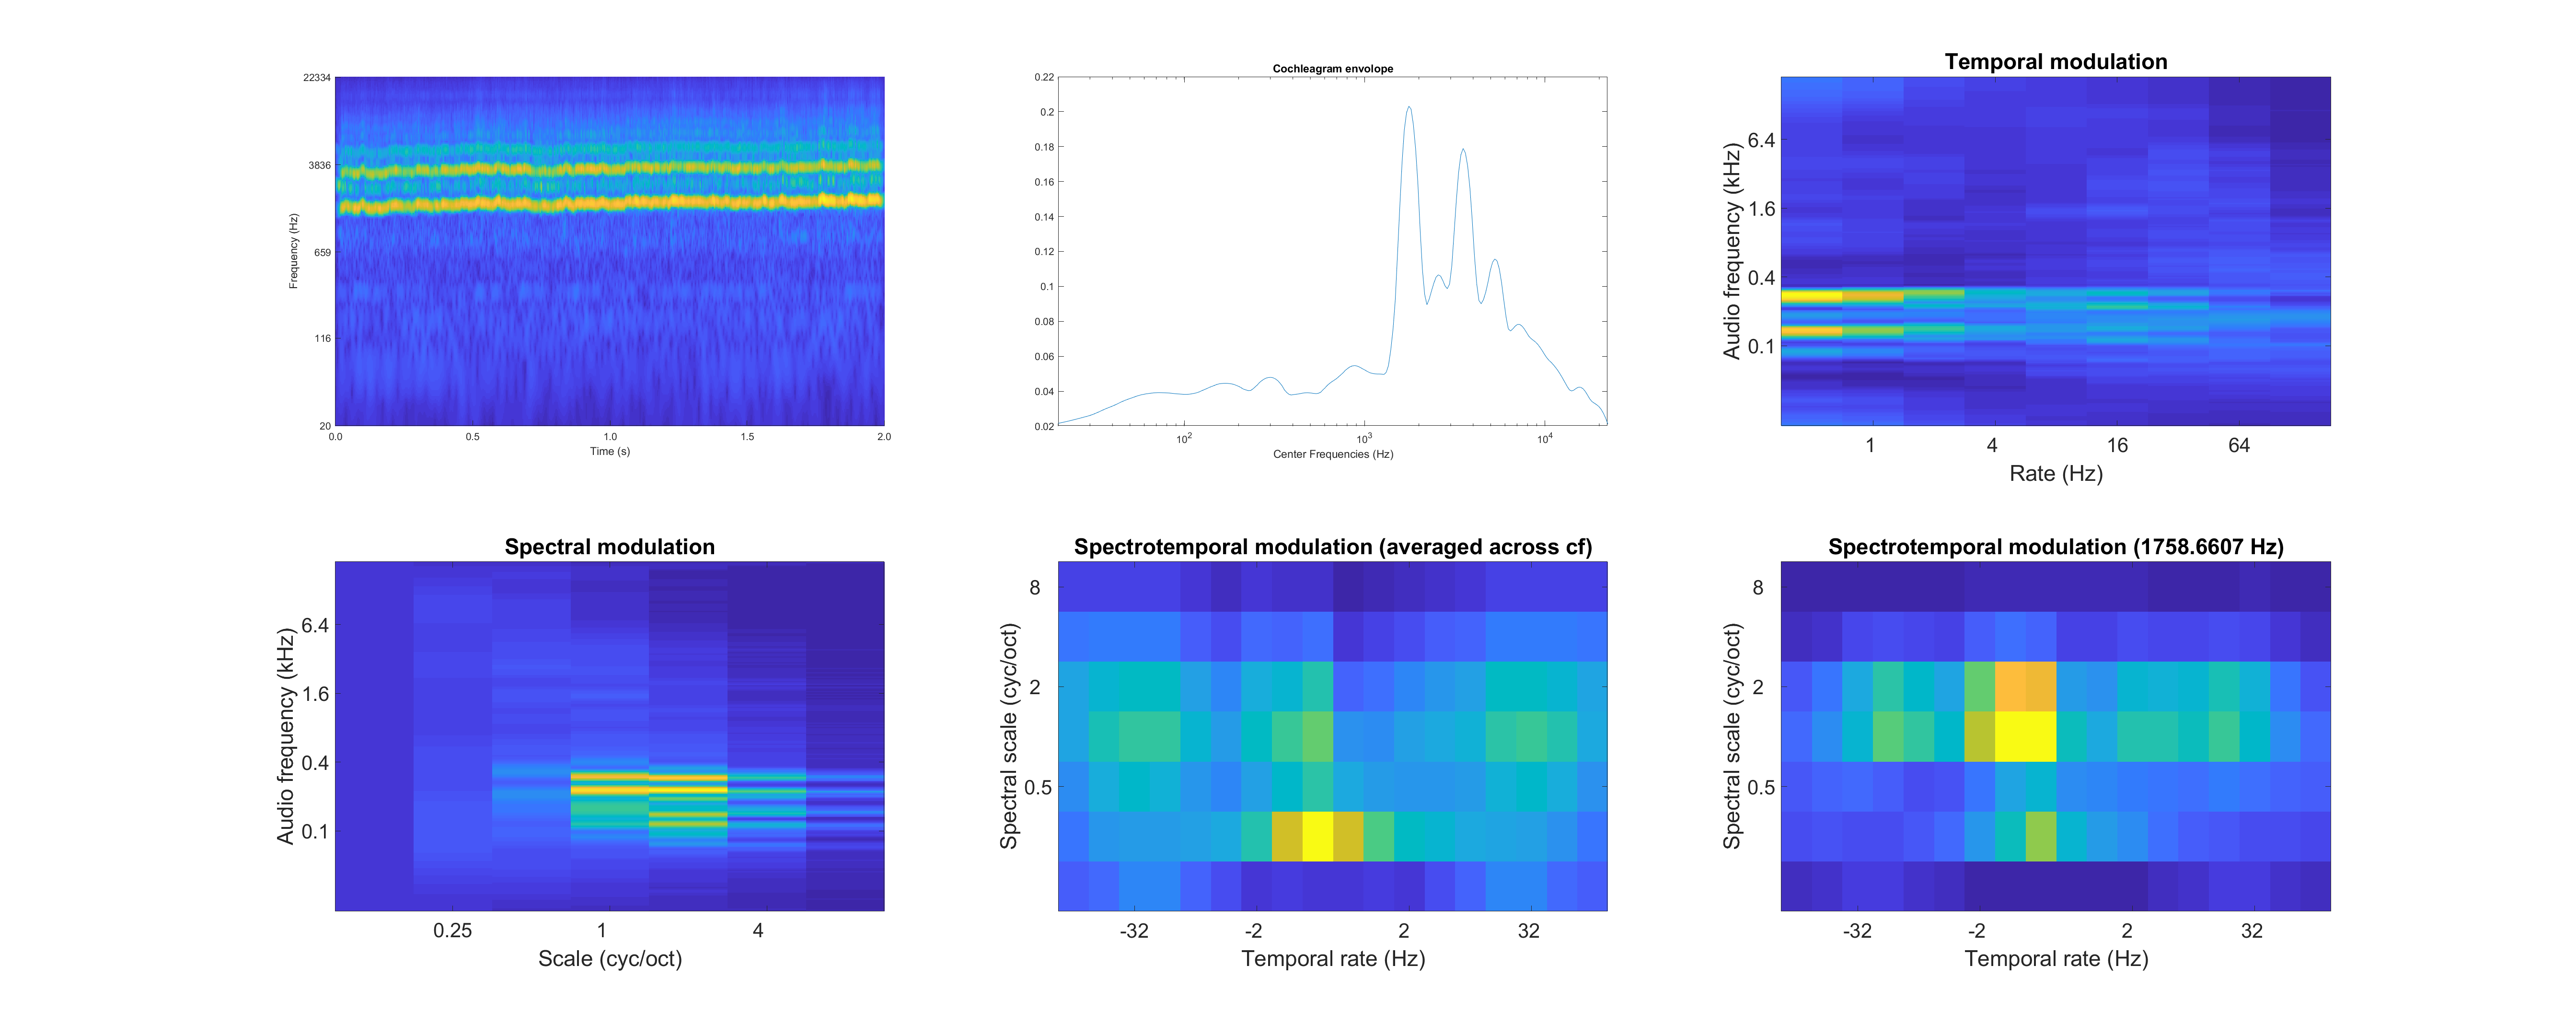 22334
3836
659
116
20
Frequency (Hz)
0.0 0.5 1.0 1.5 2.0
Time (s)
Cochleagram envolope
0.22
0.2
0.18
0.16
0.14
0.12
0.1
0.08
0.06
0.04
0.02
10^2 10^3 10^4
Center Frequencies (Hz)
Temporal modulation
6.4
1.6
0.4
0.1
Audio frequency (kHz)
1 4 16 64
Rate (Hz)
Spectral modulation
6.4
1.6
0.4
0.1
Audio frequency (kHz)
0.25 1 4
Scale (cyc/oct)
Spectrotemporal modulation (averaged across cf)
8
2
0.5
Spectral scale (cyc/oct)
-32 -2 2 32
Temporal rate (Hz)
Spectrotemporal modulation (1758.6607 Hz)
8
2
0.5
Spectral scale (cyc/oct)
-32 -2 2 32
Temporal rate (Hz)